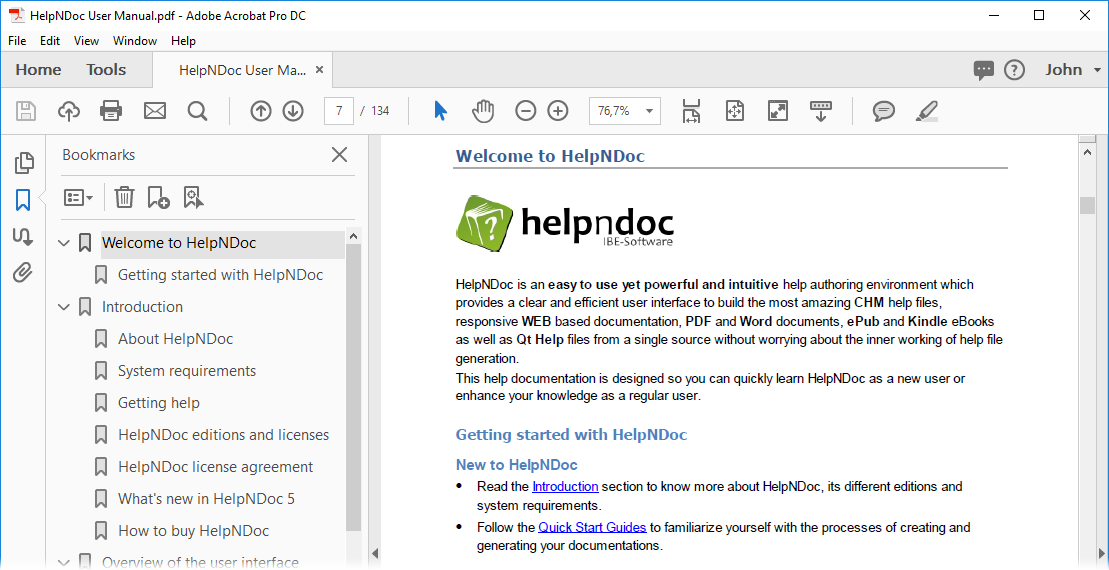 HelpNDoc User Manual.pdf - Adobe Acrobat Pro DC
File Edit View Window Help
Home Tools HelpNDoc User Ma... × John
7 / 134 76,7%
Bookmarks
Welcome to HelpNDoc
Getting started with HelpNDoc
Introduction
About HelpNDoc
System requirements
Getting help
HelpNDoc editions and licenses
HelpNDoc license agreement
What's new in HelpNDoc 5
How to buy HelpNDoc
Overview of the user interface
Welcome to HelpNDoc
helpndoc
IBE-Software
HelpNDoc is an easy to use yet powerful and intuitive help authoring environment which
provides a clear and efficient user interface to build the most amazing CHM help files,
responsive WEB based documentation, PDF and Word documents, ePub and Kindle eBooks
as well as Qt Help files from a single source without worrying about the inner working of help file
generation.
This help documentation is designed so you can quickly learn HelpNDoc as a new user or
enhance your knowledge as a regular user.
Getting started with HelpNDoc
New to HelpNDoc
• Read the Introduction section to know more about HelpNDoc, its different editions and
system requirements.
• Follow the Quick Start Guides to familiarize yourself with the processes of creating and
generating your documentations.